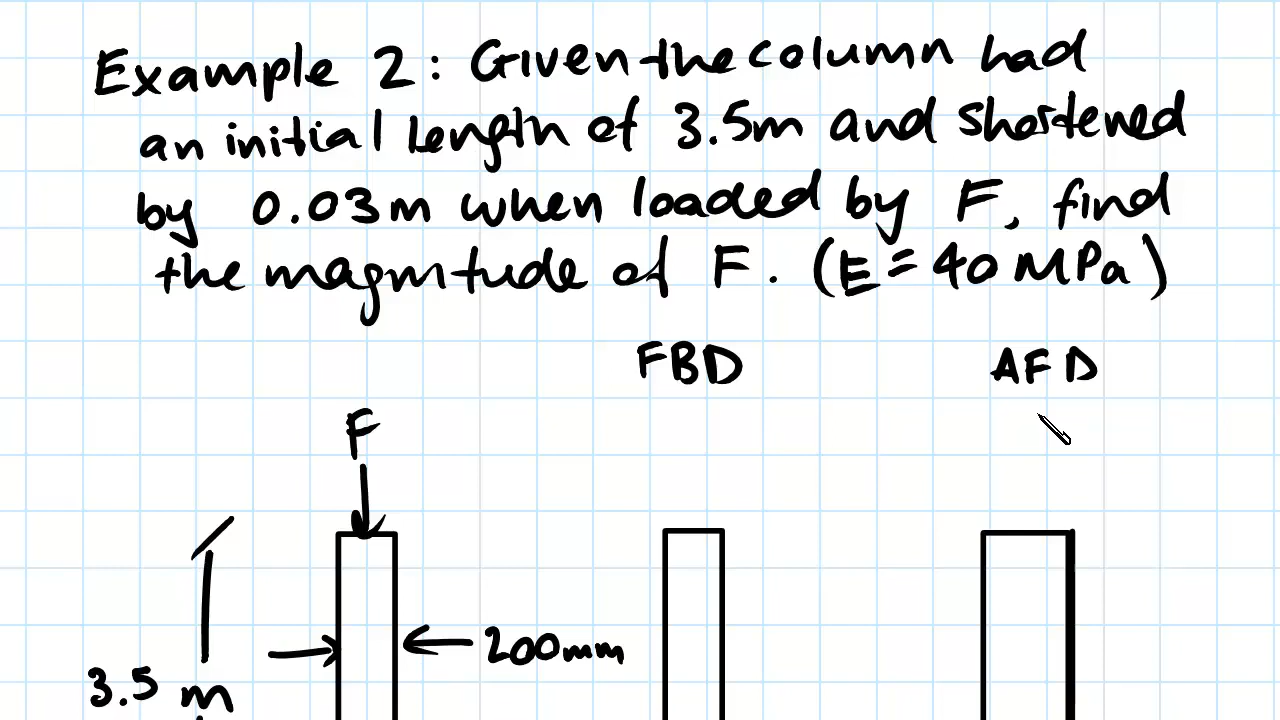 Example 2: Given the column had
an initial length of 3.5m and shortened
by 0.03m when loaded by F, find
the magnitude of F. (E = 40 MPa)
FBD
AFD
F
200mm
3.5 m